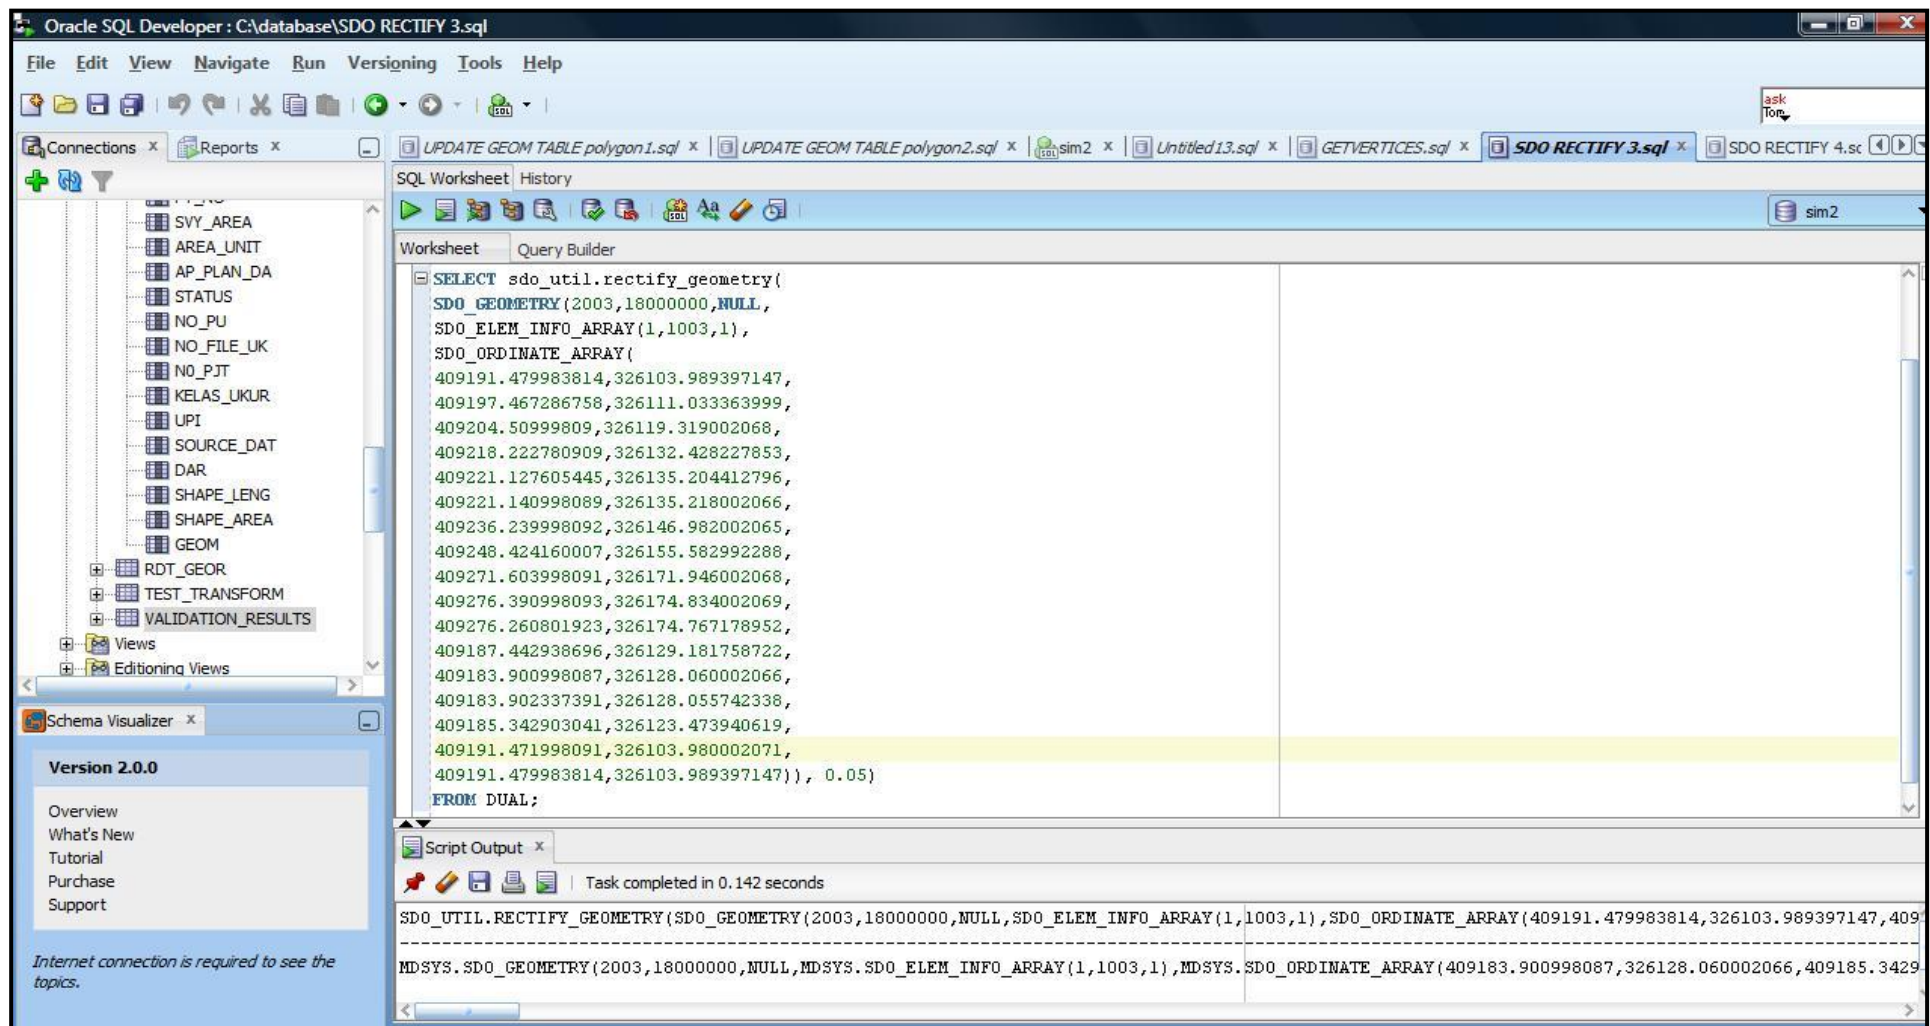 Oracle SQL Developer : C:\database\SDO RECTIFY 3.sql
File Edit View Navigate Run Versioning Tools Help
SQL
ask
Tom
Connections x Reports x
UPDATE GEOM TABLE polygon1.sql x UPDATE GEOM TABLE polygon2.sql x sim2 x Untitled13.sql x GETVERTICES.sql x SDO RECTIFY 3.sql x SDO RECTIFY 4.sc
SQL Worksheet History
sim2
Worksheet Query Builder
SVY_AREA
AREA_UNIT
AP_PLAN_DA
STATUS
NO_PU
NO_FILE_UK
N0_PJT
KELAS_UKUR
UPI
SOURCE_DAT
DAR
SHAPE_LENG
SHAPE_AREA
GEOM
RDT_GEOR
TEST_TRANSFORM
VALIDATION_RESULTS
Views
Editioning Views
Schema Visualizer x
Version 2.0.0
Overview
What's New
Tutorial
Purchase
Support
Internet connection is required to see the
topics.
SELECT sdo_util.rectify_geometry(
SDO_GEOMETRY(2003,18000000,NULL,
SDO_ELEM_INFO_ARRAY(1,1003,1),
SDO_ORDINATE_ARRAY(
409191.479983814,326103.989397147,
409197.467286758,326111.033363999,
409204.50999809,326119.319002068,
409218.222780909,326132.428227853,
409221.127605445,326135.204412796,
409221.140998089,326135.218002066,
409236.239998092,326146.982002065,
409248.424160007,326155.582992288,
409271.603998091,326171.946002068,
409276.390998093,326174.834002069,
409276.260801923,326174.767178952,
409187.442938696,326129.181758722,
409183.900998087,326128.060002066,
409183.902337391,326128.055742338,
409185.342903041,326123.473940619,
409191.471998091,326103.980002071,
409191.479983814,326103.989397147)), 0.05)
FROM DUAL;
Script Output x
Task completed in 0.142 seconds
SDO_UTIL.RECTIFY_GEOMETRY(SDO_GEOMETRY(2003,18000000,NULL,SDO_ELEM_INFO_ARRAY(1,1003,1),SDO_ORDINATE_ARRAY(409191.479983814,326103.989397147,409
MDSYS.SDO_GEOMETRY(2003,18000000,NULL,MDSYS.SDO_ELEM_INFO_ARRAY(1,1003,1),MDSYS.SDO_ORDINATE_ARRAY(409183.900998087,326128.060002066,409185.3429